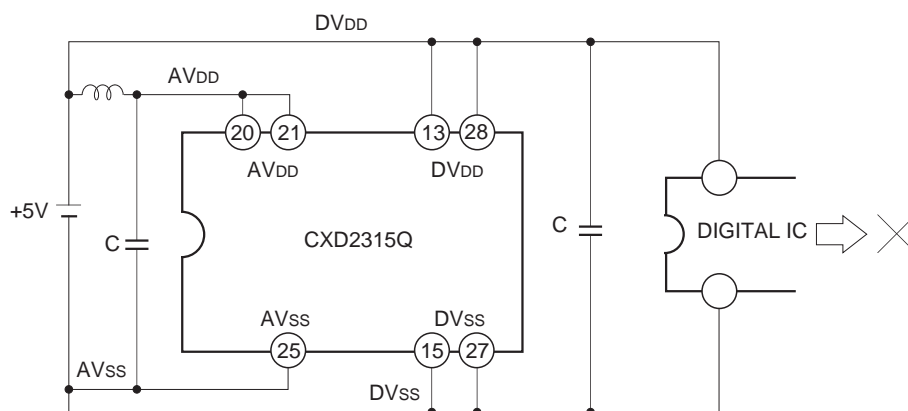 DVDD
AVDD
20 21 13 28
AVDD DVDD
+5V
C
CXD2315Q
C
DIGITAL IC
AVSS DVSS
25 15 27
AVSS
DVSS